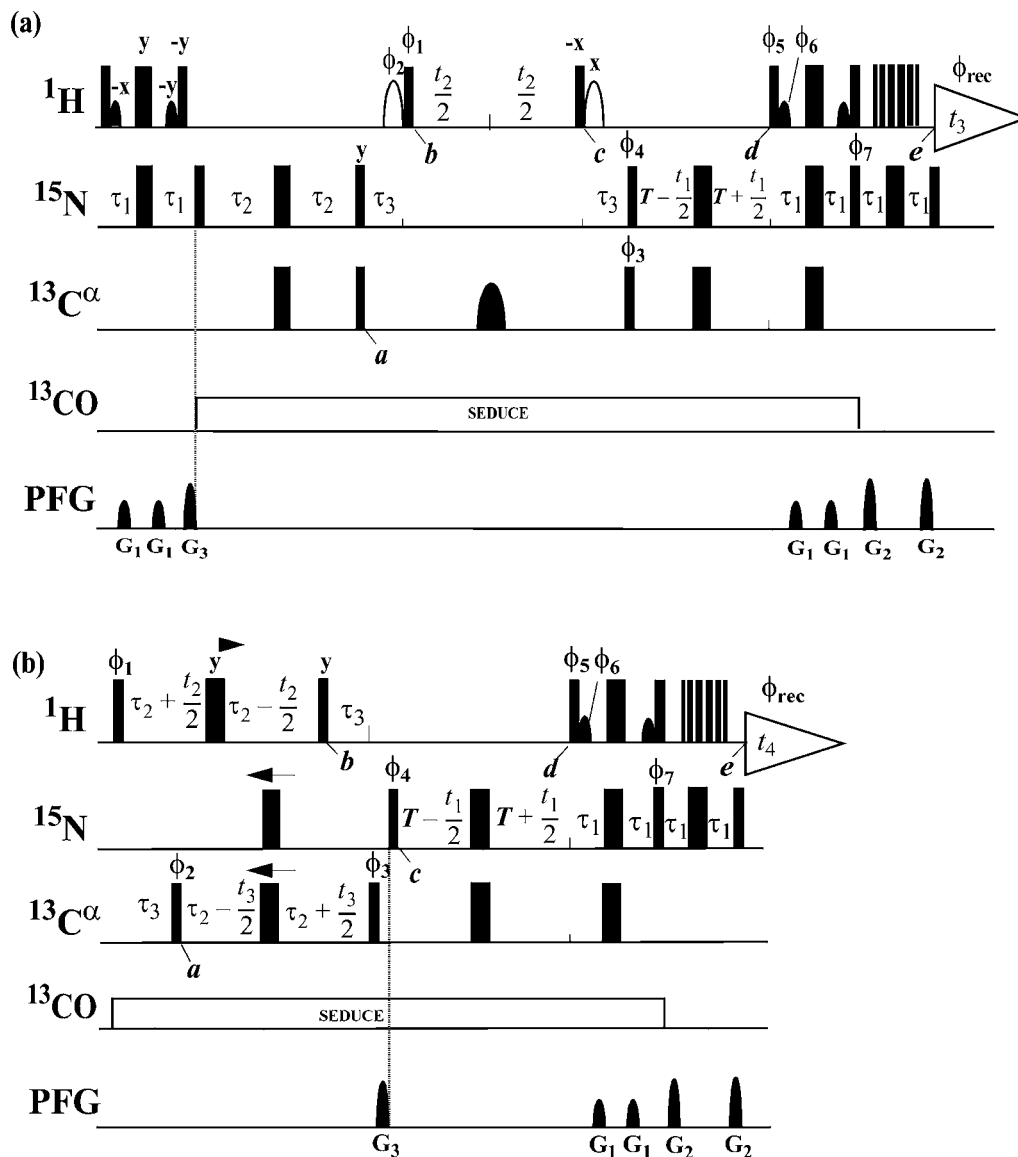 (a)
-x y -y -y ϕ2 ϕ1 t2/2 t2/2 -x x ϕ5 ϕ6 ϕrec
1H b c d e t3
y ϕ4 ϕ7
15N τ1 τ1 τ2 τ2 τ3 τ3 T − t1/2 T + t1/2 τ1 τ1 τ1 τ1
ϕ3
13Cα a
13CO SEDUCE
PFG
G1 G1 G3 G1 G1 G2 G2
(b)
ϕ1 y y ϕ5 ϕ6 ϕrec
1H τ2 + t2/2 τ2 − t2/2 τ3 t4
b d e
ϕ4 ϕ7
15N T − t1/2 T + t1/2 τ1 τ1 τ1 τ1
c
ϕ2 ϕ3
13Cα τ3 τ2 − t3/2 τ2 + t3/2
a
13CO SEDUCE
PFG
G3 G1 G1 G2 G2